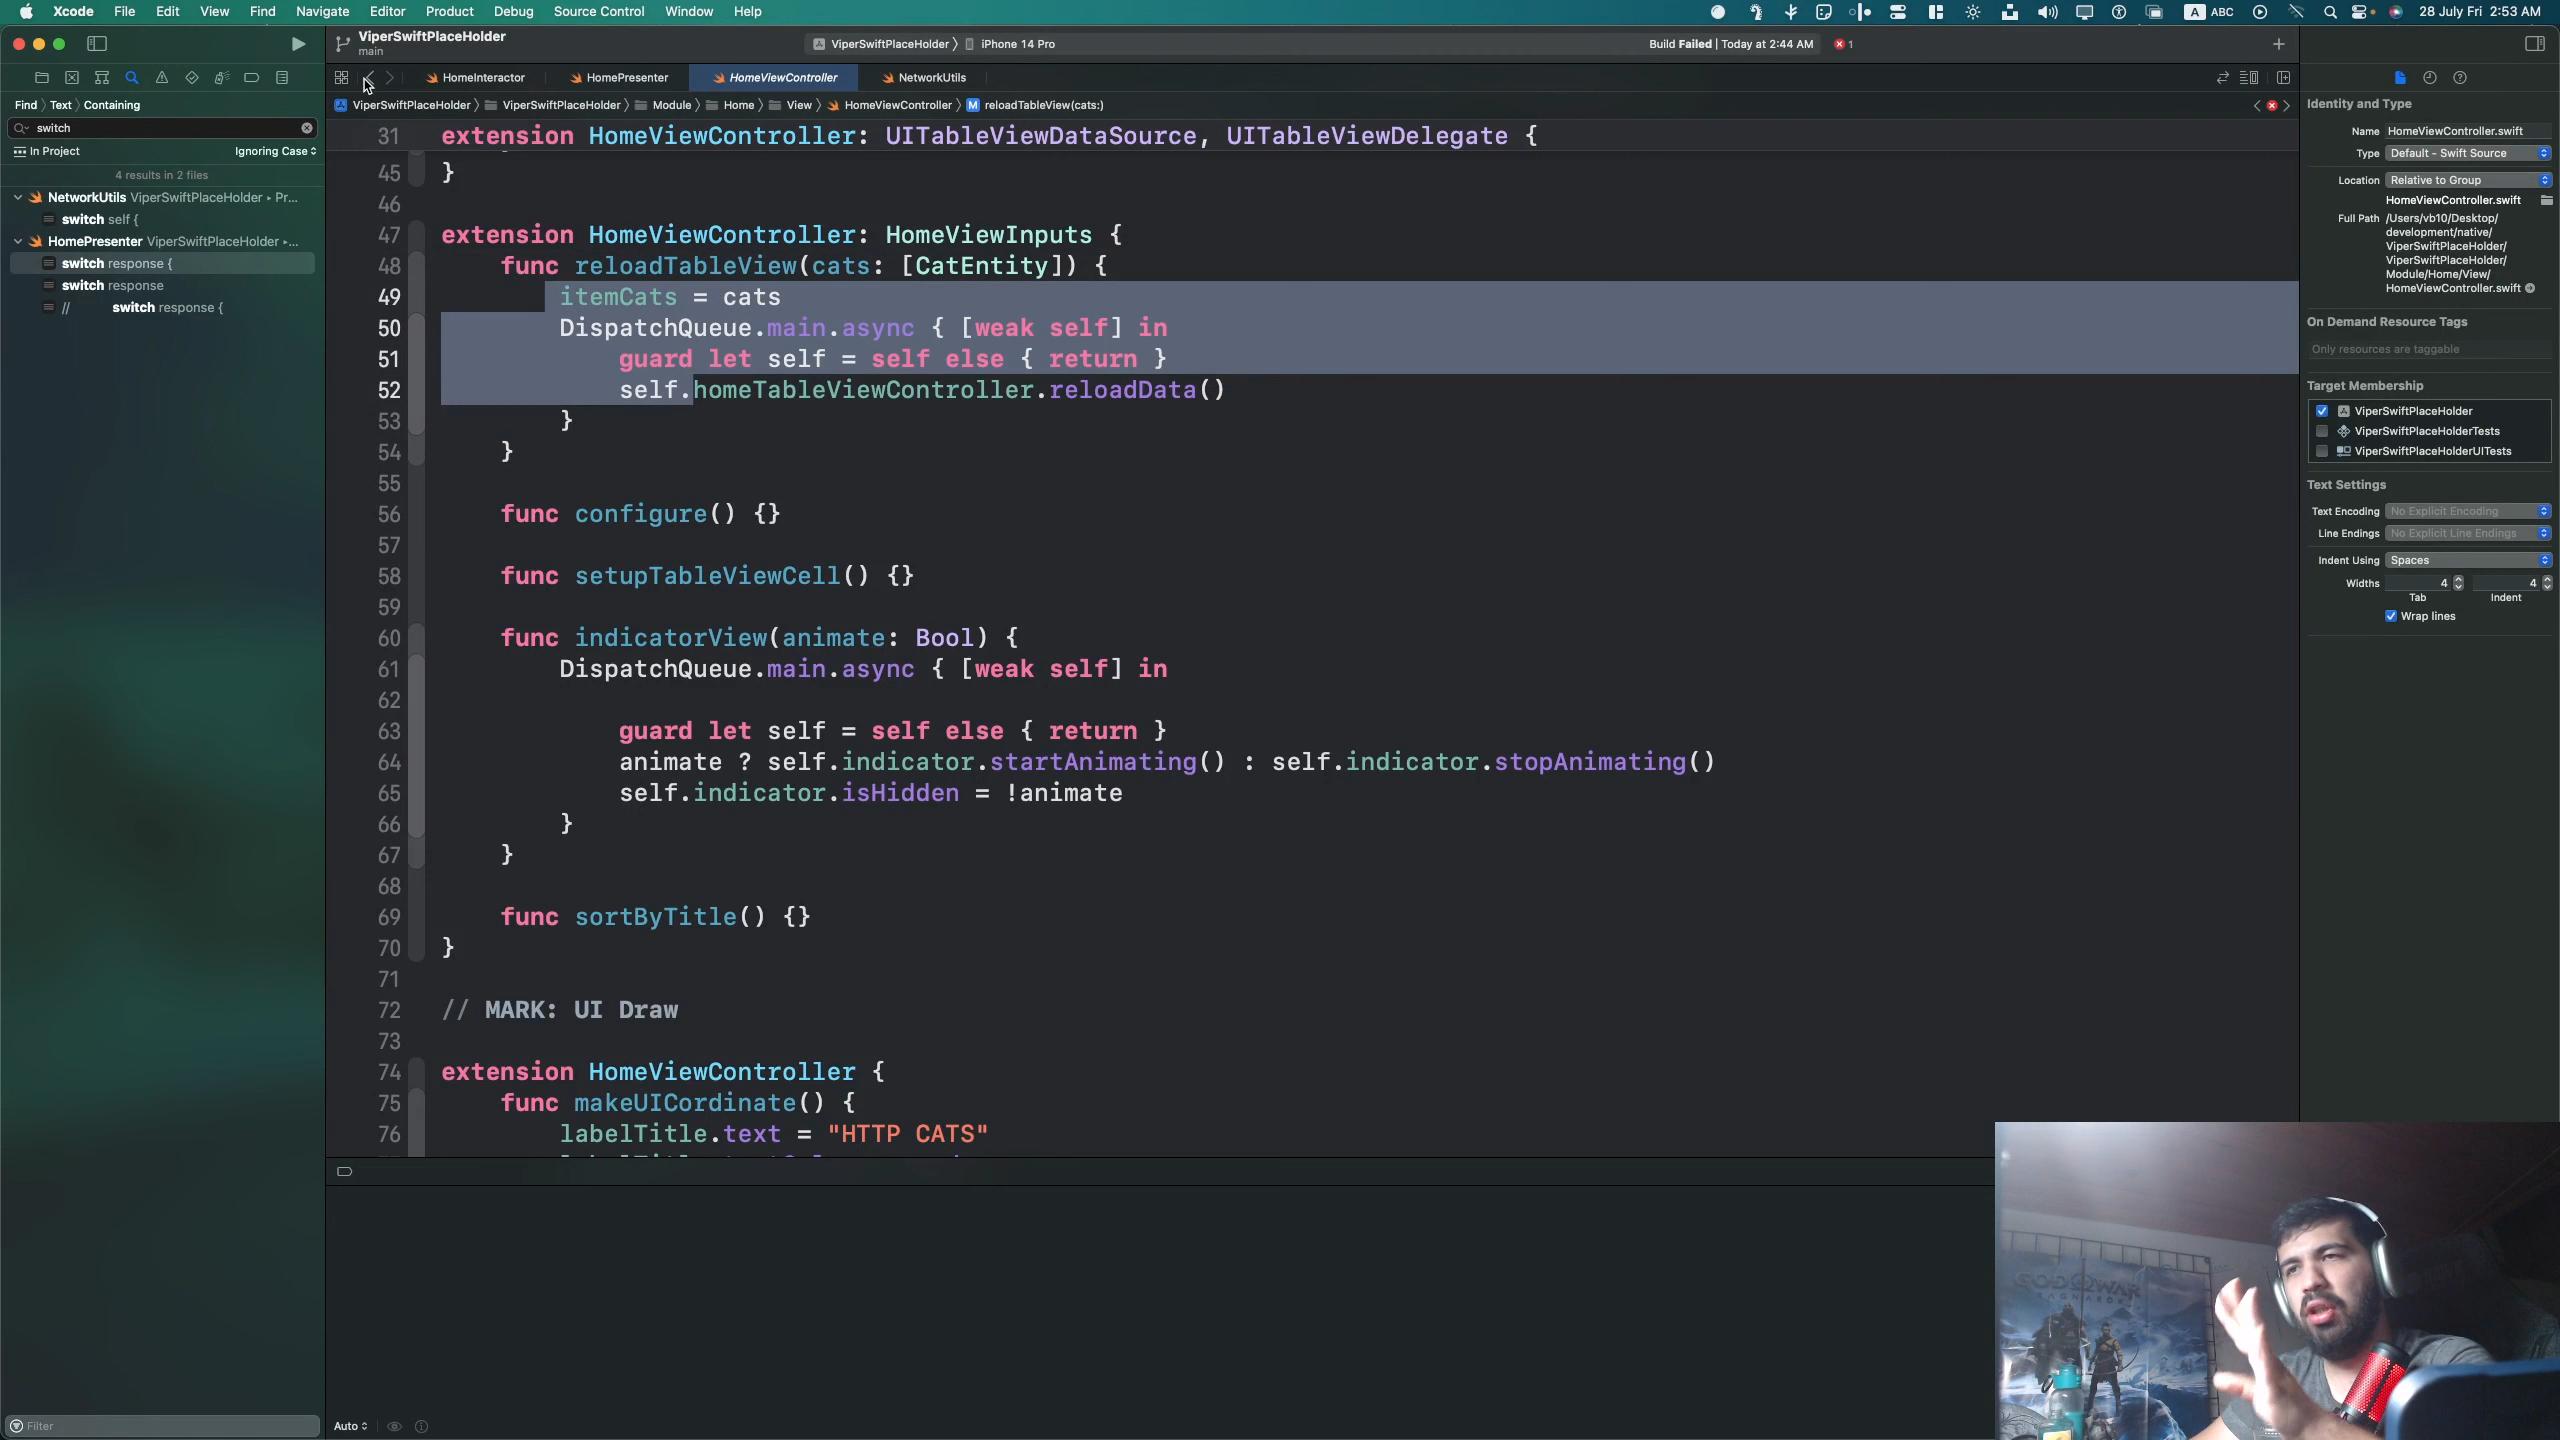 Xcode File Edit View Find Navigate Editor Product Debug Source Control Window Help
A ABC 28 July Fri 2:53 AM
ViperSwiftPlaceHolder
main
ViperSwiftPlaceHolder 〉 iPhone 14 Pro
Build Failed | Today at 2:44 AM 1
HomeInteractor HomePresenter HomeViewController NetworkUtils
Find 〉 Text 〉 Containing
ViperSwiftPlaceHolder 〉 ViperSwiftPlaceHolder 〉 Module 〉 Home 〉 View 〉 HomeViewController 〉 M reloadTableView(cats:)
switch
In Project Ignoring Case
4 results in 2 files
NetworkUtils ViperSwiftPlaceHolder ▸ Pr...
switch self {
HomePresenter ViperSwiftPlaceHolder ▸...
switch response {
switch response
// switch response {
Filter
31 extension HomeViewController: UITableViewDataSource, UITableViewDelegate {
45 }
46
47 extension HomeViewController: HomeViewInputs {
48 func reloadTableView(cats: [CatEntity]) {
49 itemCats = cats
50 DispatchQueue.main.async { [weak self] in
51 guard let self = self else { return }
52 self.homeTableViewController.reloadData()
53 }
54 }
55
56 func configure() {}
57
58 func setupTableViewCell() {}
59
60 func indicatorView(animate: Bool) {
61 DispatchQueue.main.async { [weak self] in
62
63 guard let self = self else { return }
64 animate ? self.indicator.startAnimating() : self.indicator.stopAnimating()
65 self.indicator.isHidden = !animate
66 }
67 }
68
69 func sortByTitle() {}
70 }
71
72 // MARK: UI Draw
73
74 extension HomeViewController {
75 func makeUICordinate() {
76 labelTitle.text = "HTTP CATS"
Auto
Identity and Type
Name HomeViewController.swift
Type Default - Swift Source
Location Relative to Group
HomeViewController.swift
Full Path /Users/vb10/Desktop/
development/native/
ViperSwiftPlaceHolder/
ViperSwiftPlaceHolder/
Module/Home/View/
HomeViewController.swift
On Demand Resource Tags
Only resources are taggable
Target Membership
ViperSwiftPlaceHolder
ViperSwiftPlaceHolderTests
ViperSwiftPlaceHolderUITests
Text Settings
Text Encoding No Explicit Encoding
Line Endings No Explicit Line Endings
Indent Using Spaces
Widths 4 4
Tab Indent
Wrap lines
GOD OF WAR
RAGNARÖK